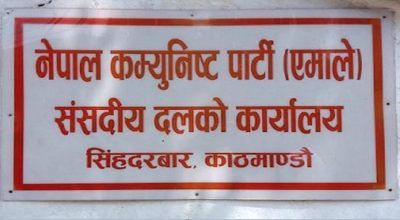 नेपाल कम्युनिष्ट पार्टी (एमाले)
संसदीय दलको कार्यालय
सिंहदरबार, काठमाण्डौ